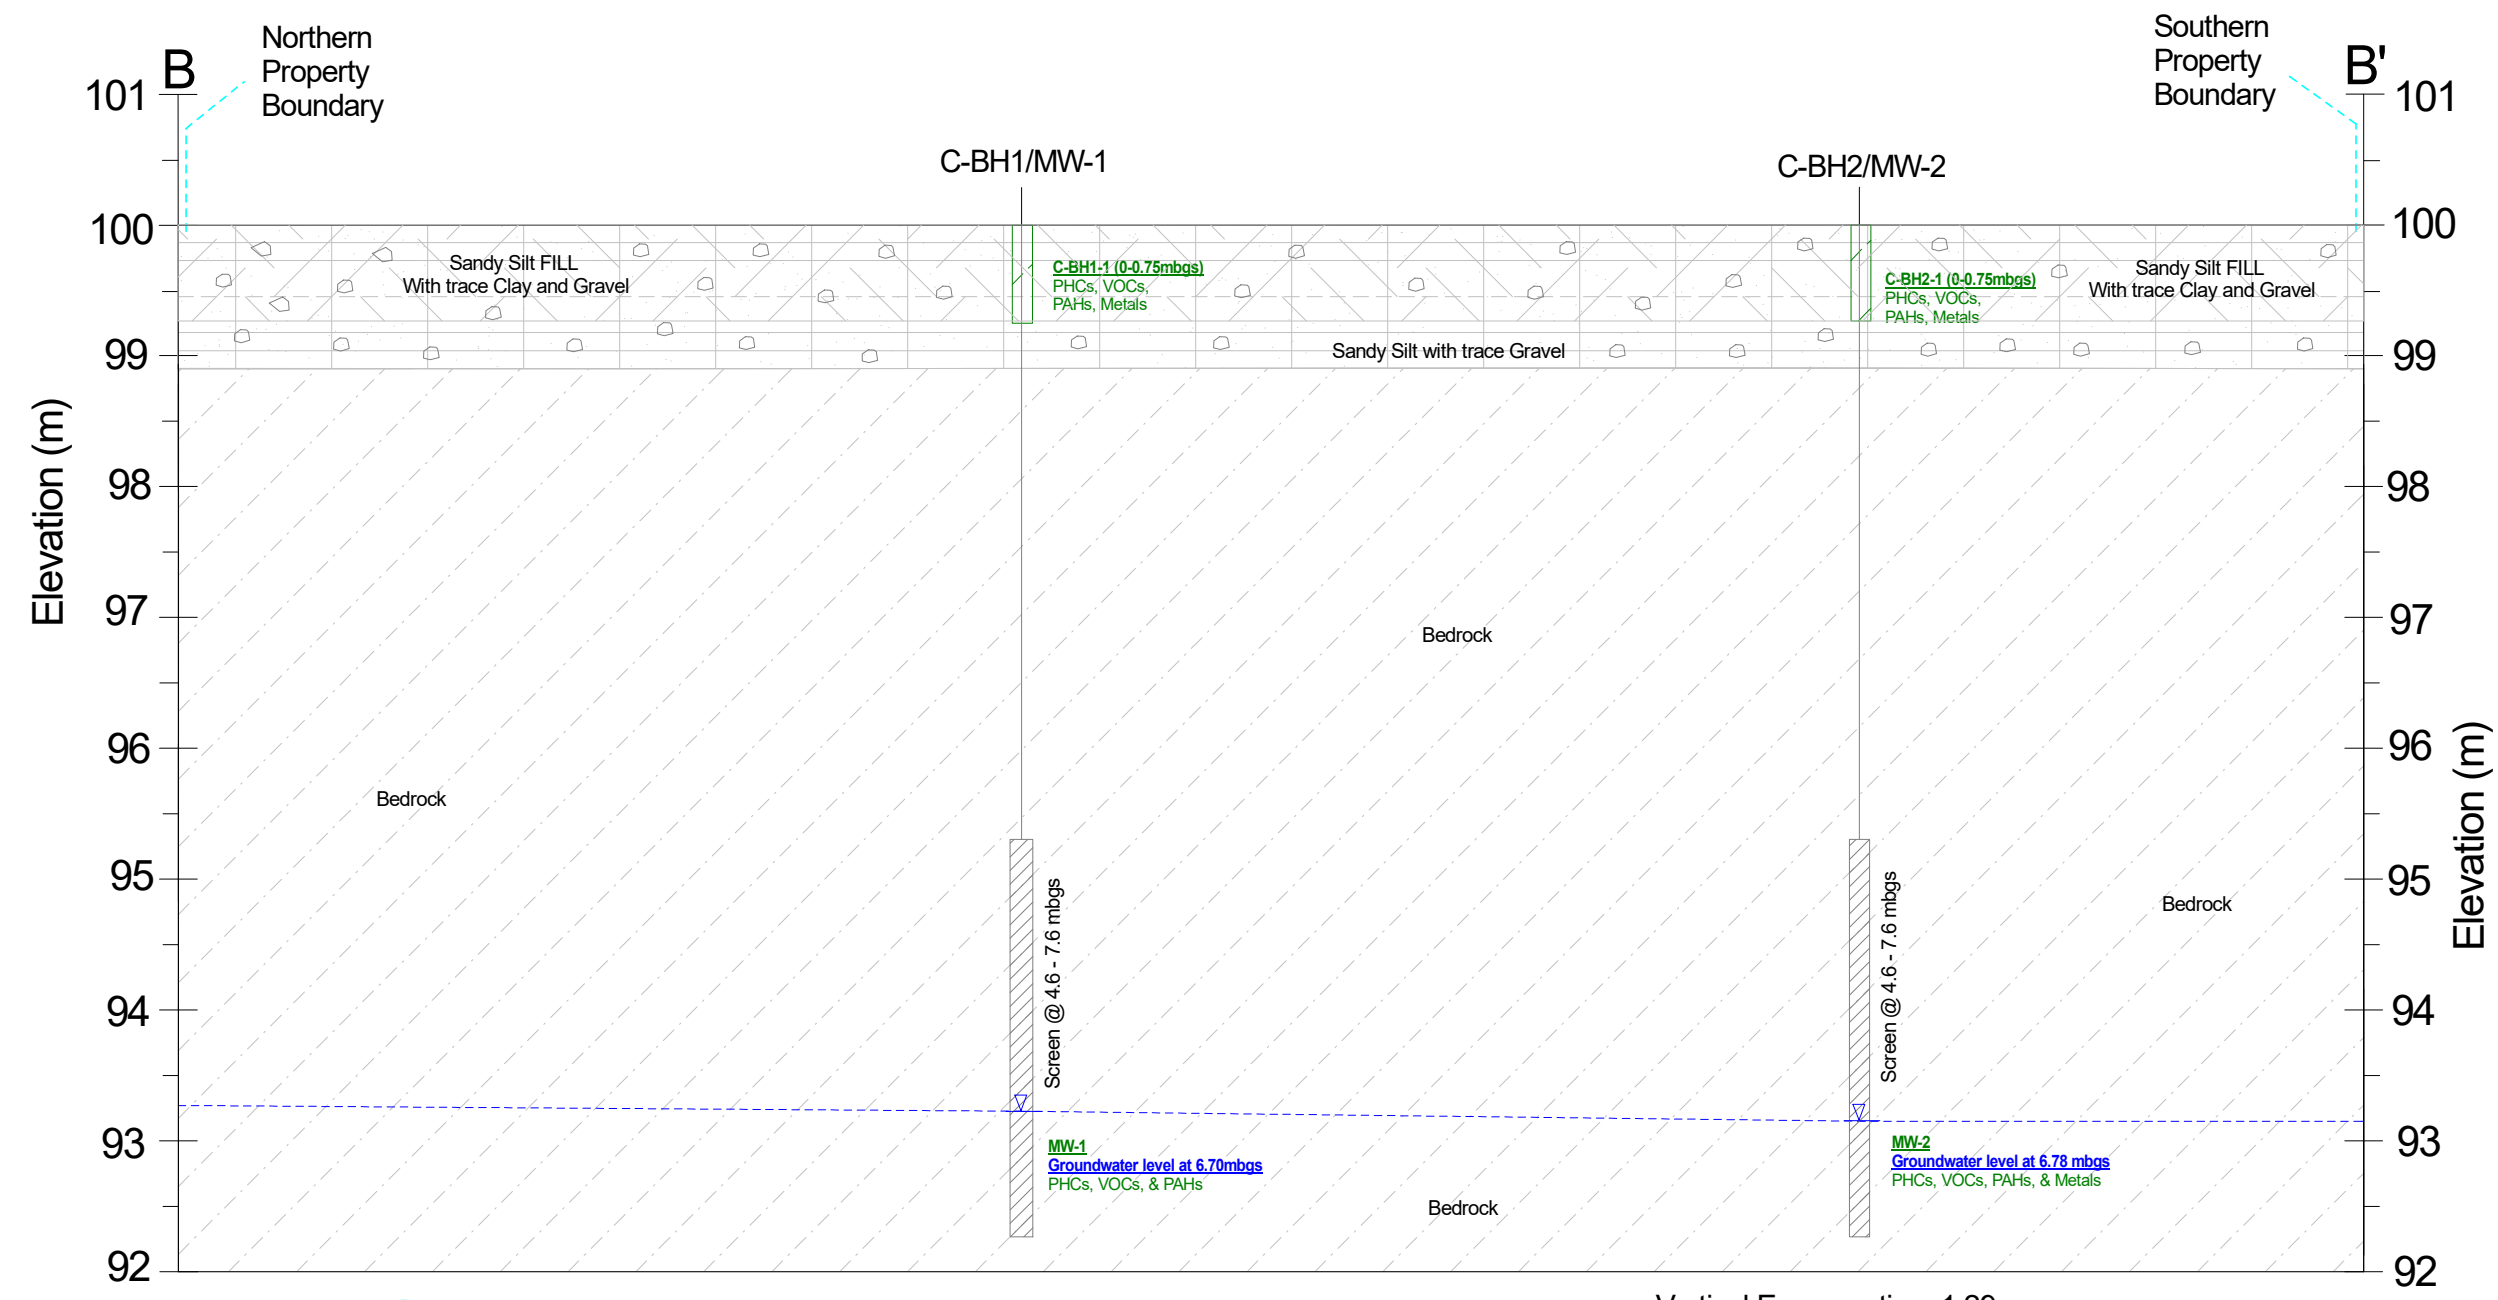 Northern
Property
Boundary
Southern
Property
Boundary
B
B'
101
101
C-BH1/MW-1
C-BH2/MW-2
100
100
Sandy Silt FILL
With trace Clay and Gravel
C-BH1-1 (0-0.75mbgs)
PHCs, VOCs,
PAHs, Metals
C-BH2-1 (0-0.75mbgs)
PHCs, VOCs,
PAHs, Metals
Sandy Silt FILL
With trace Clay and Gravel
99
Sandy Silt with trace Gravel
99
Elevation (m)
98
98
97
97
Bedrock
96
96
Elevation (m)
Bedrock
95
95
Bedrock
Screen @ 4.6 - 7.6 mbgs
Screen @ 4.6 - 7.6 mbgs
94
94
93
93
MW-1
Groundwater level at 6.70mbgs
PHCs, VOCs, & PAHs
MW-2
Groundwater level at 6.78 mbgs
PHCs, VOCs, PAHs, & Metals
Bedrock
92
92